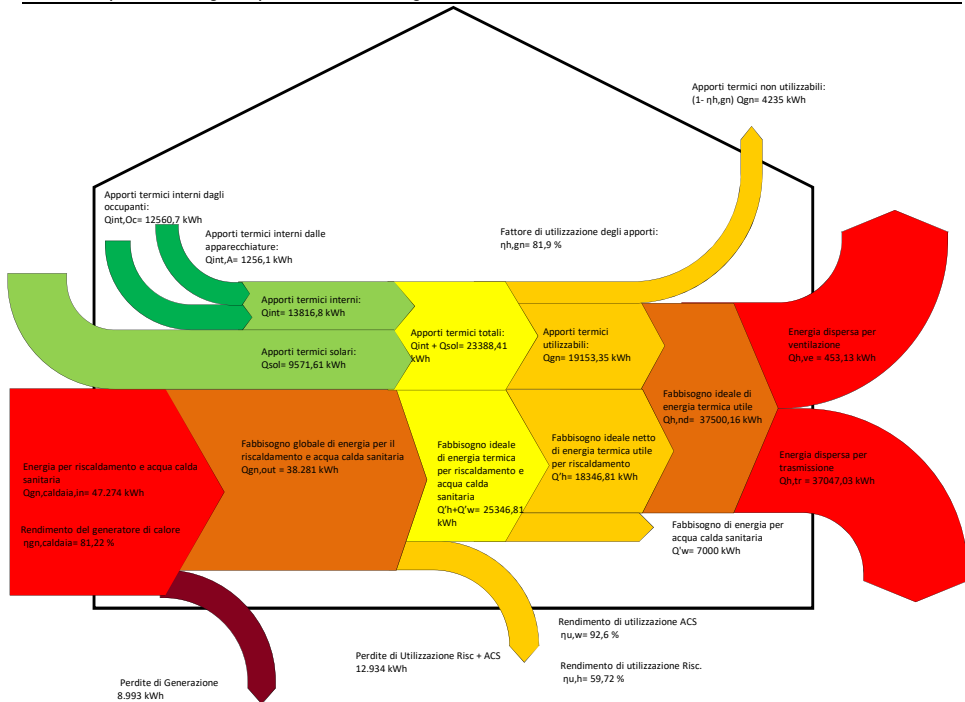 Apporti termici non utilizzabili:
(1- ηh,gn) Qgn= 4235 kWh
Apporti termici interni dagli
occupanti:
Qint,Oc= 12560,7 kWh
Apporti termici interni dalle
apparecchiature:
Qint,A= 1256,1 kWh
Fattore di utilizzazione degli apporti:
ηh,gn= 81,9 %
Apporti termici interni:
Qint= 13816,8 kWh
Apporti termici solari:
Qsol= 9571,61 kWh
Apporti termici totali:
Qint + Qsol= 23388,41
kWh
Apporti termici
utilizzabili:
Qgn= 19153,35 kWh
Energia dispersa per
ventilazione
Qh,ve = 453,13 kWh
Fabbisogno ideale di
energia termica utile
Qh,nd= 37500,16 kWh
Energia dispersa per
trasmissione
Qh,tr = 37047,03 kWh
Energia per riscaldamento e acqua calda
sanitaria
Qgn,caldaia,in= 47.274 kWh
Rendimento del generatore di calore
ηgn,caldaia= 81,22 %
Fabbisogno globale di energia per il
riscaldamento e acqua calda sanitaria
Qgn,out = 38.281 kWh
Fabbisogno ideale
di energia termica
per riscaldamento e
acqua calda
sanitaria
Q'h+Q'w= 25346,81
kWh
Fabbisogno ideale netto
di energia termica utile
per riscaldamento
Q'h= 18346,81 kWh
Fabbisogno di energia per
acqua calda sanitaria
Q'w= 7000 kWh
Rendimento di utilizzazione ACS
ηu,w= 92,6 %
Rendimento di utilizzazione Risc.
ηu,h= 59,72 %
Perdite di Utilizzazione Risc + ACS
12.934 kWh
Perdite di Generazione
8.993 kWh